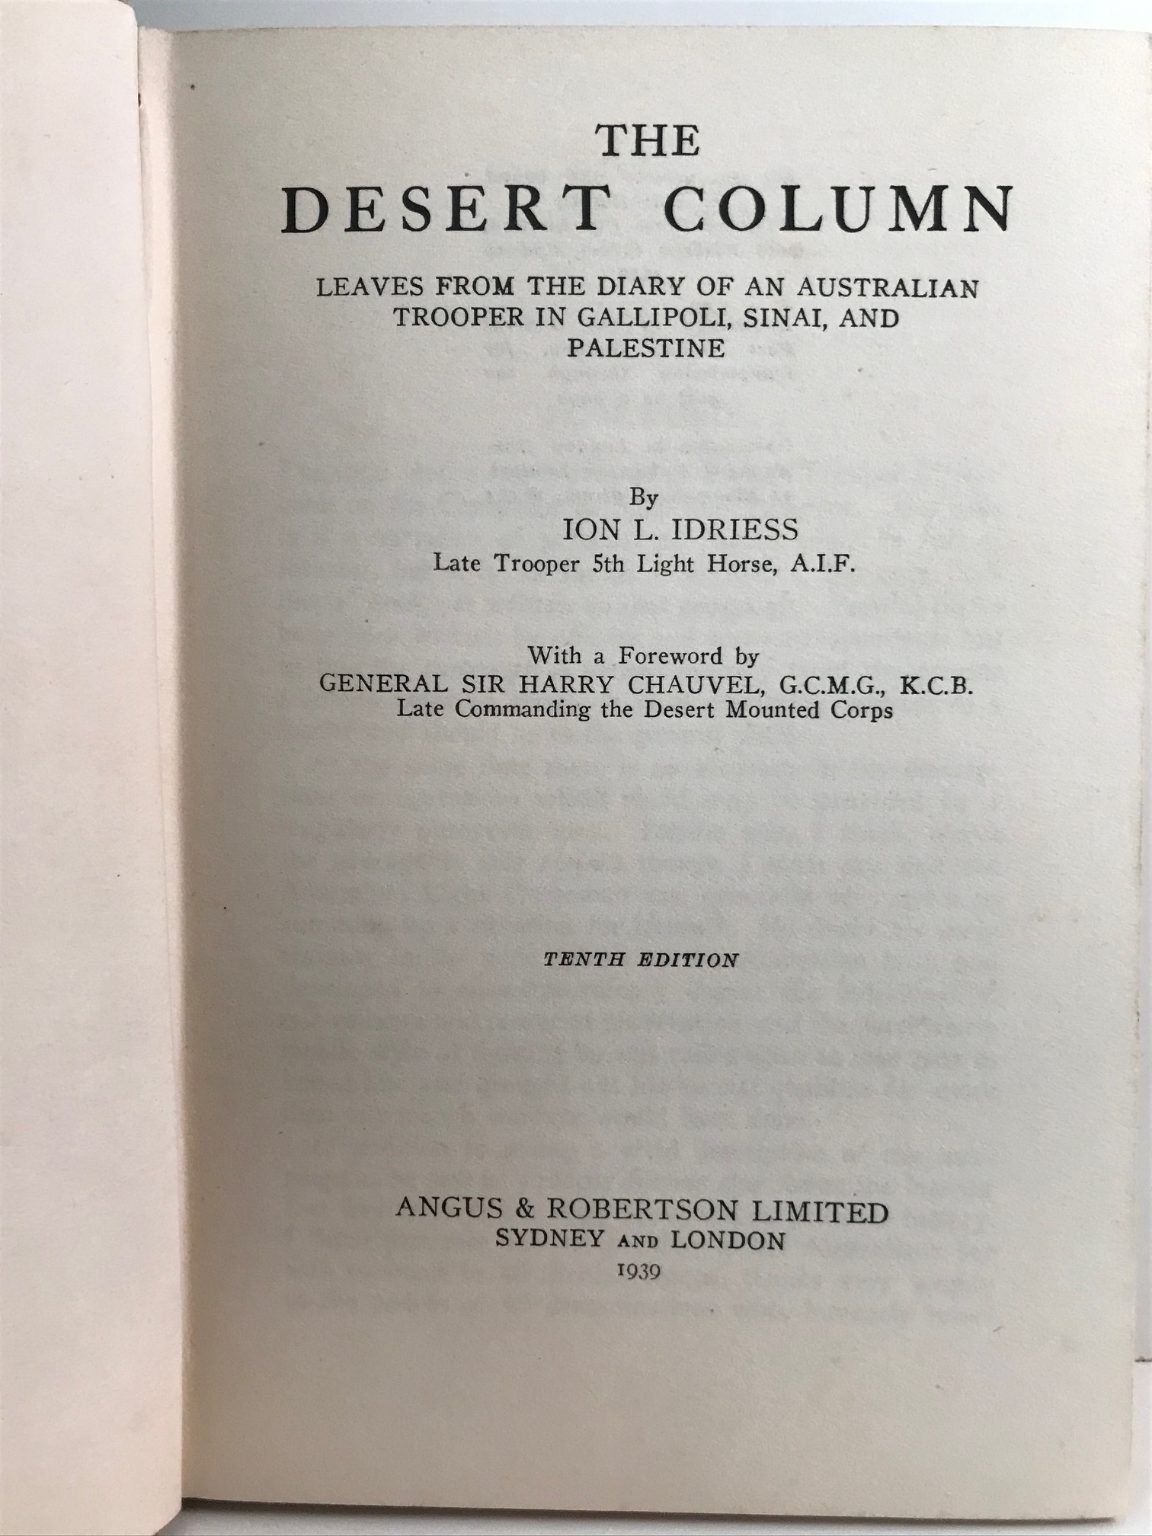 THE
DESERT COLUMN
LEAVES FROM THE DIARY OF AN AUSTRALIAN
TROOPER IN GALLIPOLI, SINAI, AND
PALESTINE
By
ION L. IDRIESS
Late Trooper 5th Light Horse, A.I.F.
With a Foreword by
GENERAL SIR HARRY CHAUVEL, G.C.M.G., K.C.B.
Late Commanding the Desert Mounted Corps
TENTH EDITION
ANGUS & ROBERTSON LIMITED
SYDNEY AND LONDON
1939